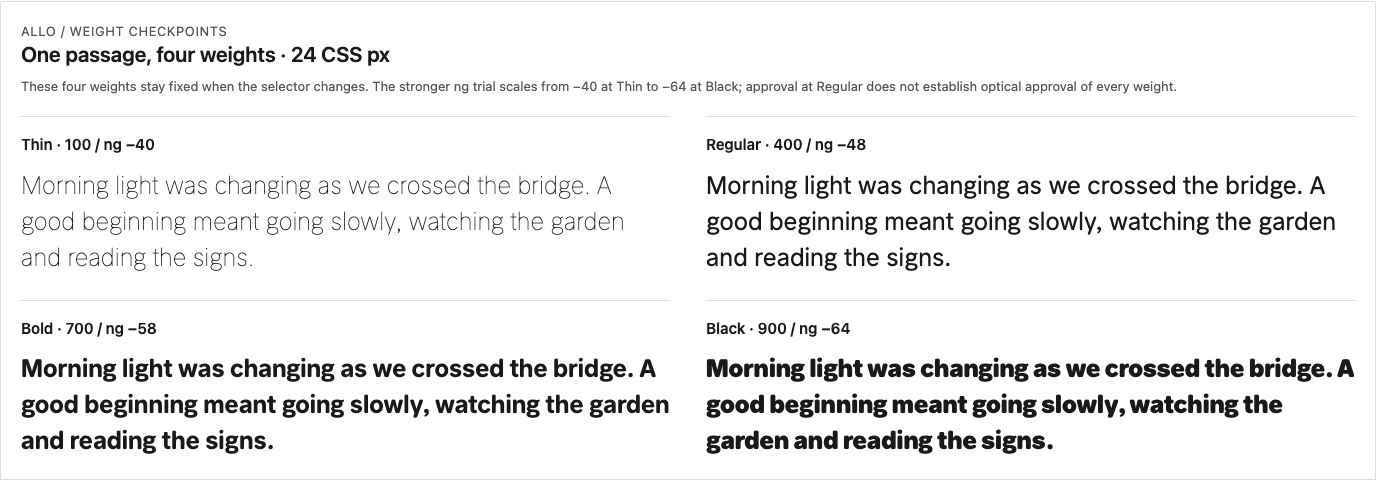 ALLO / WEIGHT CHECKPOINTS
One passage, four weights · 24 CSS px
These four weights stay fixed when the selector changes. The stronger ng trial scales from −40 at Thin to −64 at Black; approval at Regular does not establish optical approval of every weight.
Thin · 100 / ng −40
Morning light was changing as we crossed the bridge. A
good beginning meant going slowly, watching the garden
and reading the signs.
Regular · 400 / ng −48
Morning light was changing as we crossed the bridge. A
good beginning meant going slowly, watching the garden
and reading the signs.
Bold · 700 / ng −58
Morning light was changing as we crossed the bridge. A
good beginning meant going slowly, watching the garden
and reading the signs.
Black · 900 / ng −64
Morning light was changing as we crossed the bridge. A
good beginning meant going slowly, watching the
garden and reading the signs.